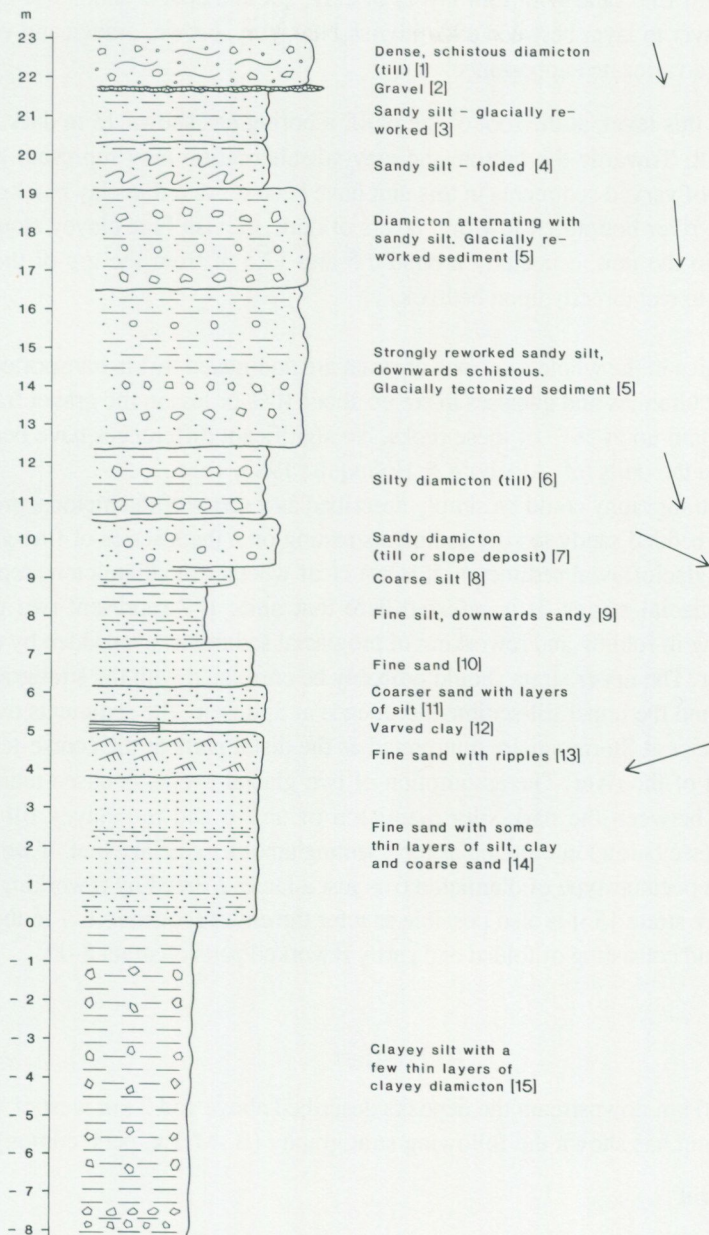 m
23
22
21
20
19
18
17
16
15
14
13
12
11
10
9
8
7
6
5
4
3
2
1
0
- 1
- 2
- 3
- 4
- 5
- 6
- 7
- 8
Dense, schistous diamicton
(till) [1]
Gravel [2]
Sandy silt – glacially re-
worked [3]
Sandy silt – folded [4]
Diamicton alternating with
sandy silt. Glacially re-
worked sediment [5]
Strongly reworked sandy silt,
downwards schistous.
Glacially tectonized sediment [5]
Silty diamicton (till) [6]
Sandy diamicton
(till or slope deposit) [7]
Coarse silt [8]
Fine silt, downwards sandy [9]
Fine sand [10]
Coarser sand with layers
of silt [11]
Varved clay [12]
Fine sand with ripples [13]
Fine sand with some
thin layers of silt, clay
and coarse sand [14]
Clayey silt with a
few thin layers of
clayey diamicton [15]